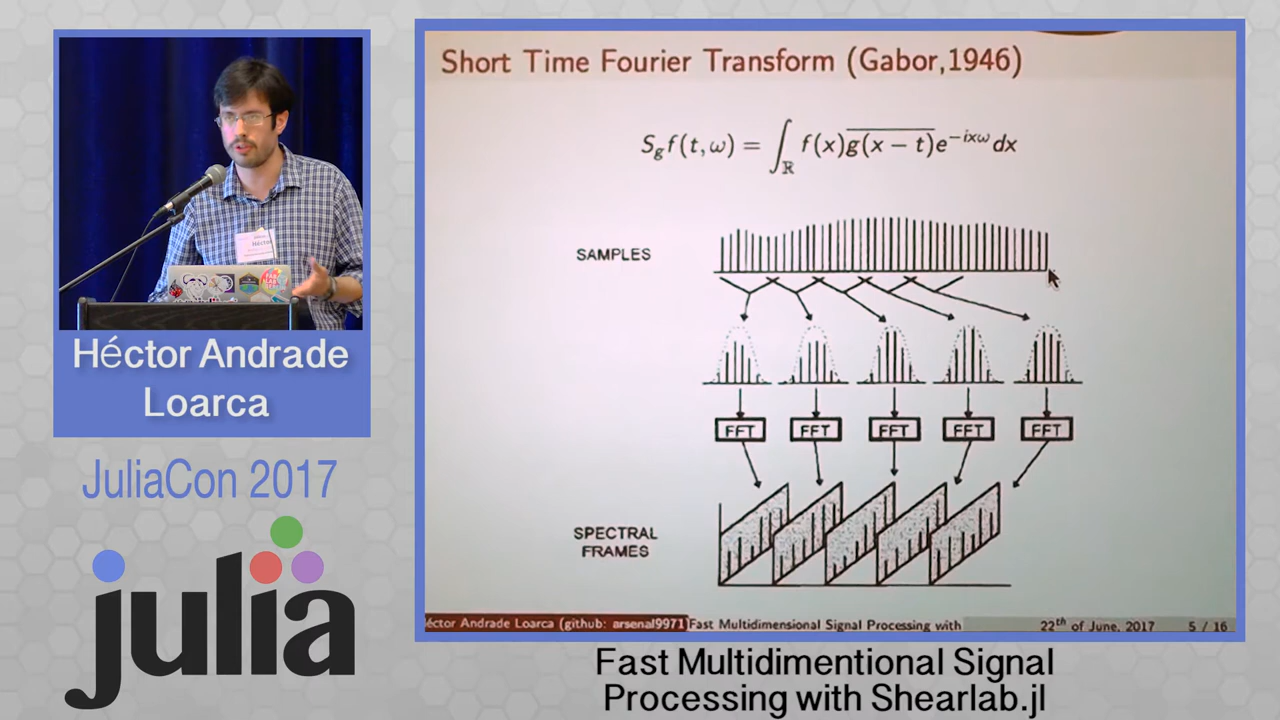 Short Time Fourier Transform (Gabor,1946)
S_g f(t, ω) = ∫_ℝ f(x)\overline{g(x − t)}e^{−ixω} dx
SAMPLES
FFT FFT FFT FFT FFT
SPECTRAL
FRAMES
éctor Andrade Loarca (github: arsenal9971) Fast Multidimensional Signal Processing with 22th of June, 2017 5 / 16
Héctor
Héctor Andrade
Loarca
JuliaCon 2017
julia
Fast Multidimentional Signal
Processing with Shearlab.jl